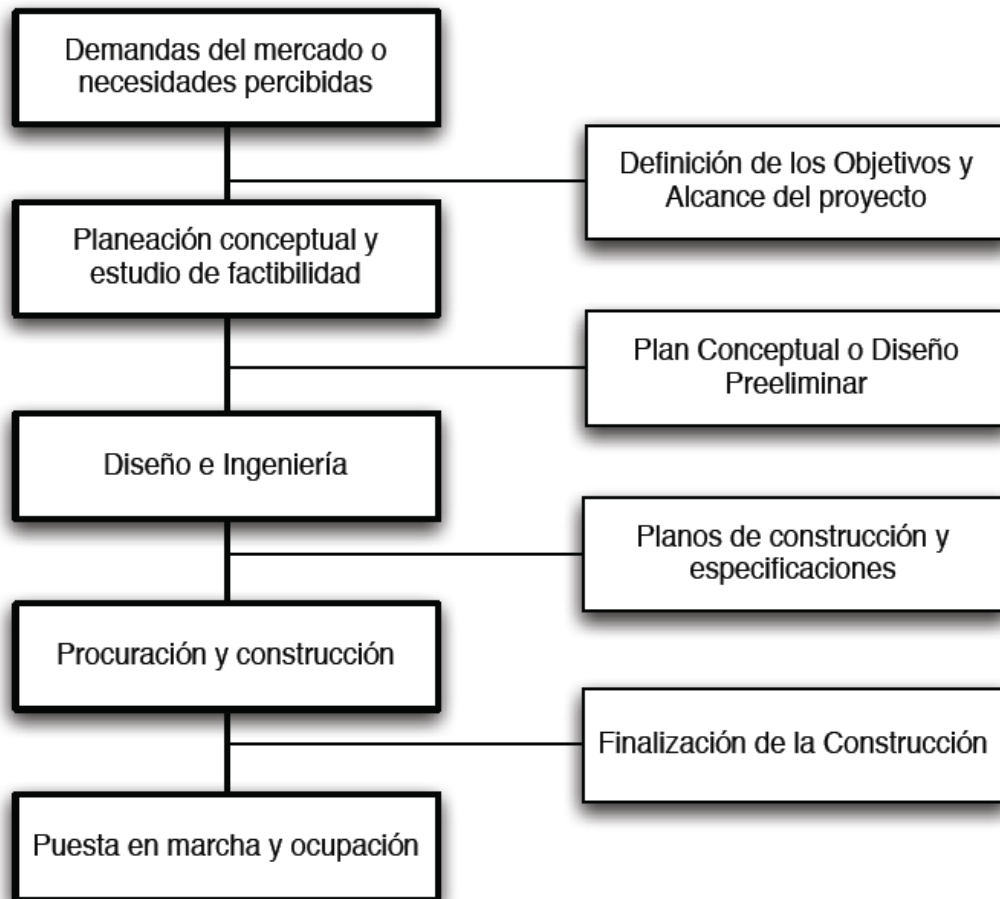 Demandas del mercado o
necesidades percibidas
Definición de los Objetivos y
Alcance del proyecto
Planeación conceptual y
estudio de factibilidad
Plan Conceptual o Diseño
Preeliminar
Diseño e Ingeniería
Planos de construcción y
especificaciones
Procuración y construcción
Finalización de la Construcción
Puesta en marcha y ocupación